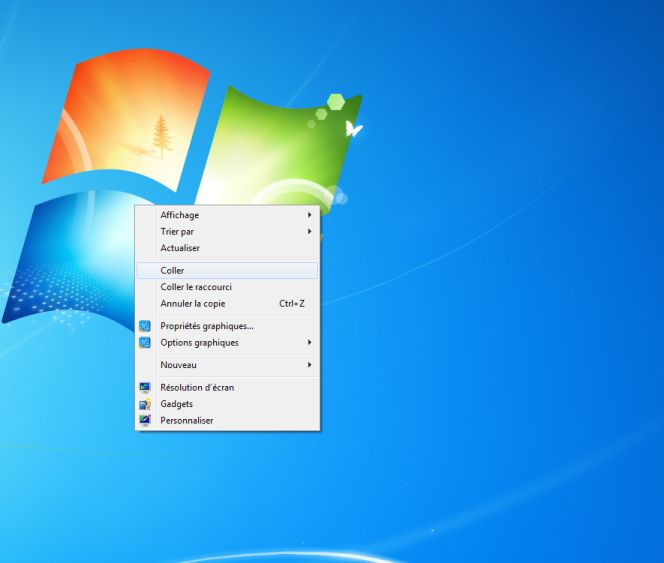 Affichage
Trier par
Actualiser
Coller
Coller le raccourci
Annuler la copie Ctrl+Z
Propriétés graphiques...
Options graphiques
Nouveau
Résolution d'écran
Gadgets
Personnaliser